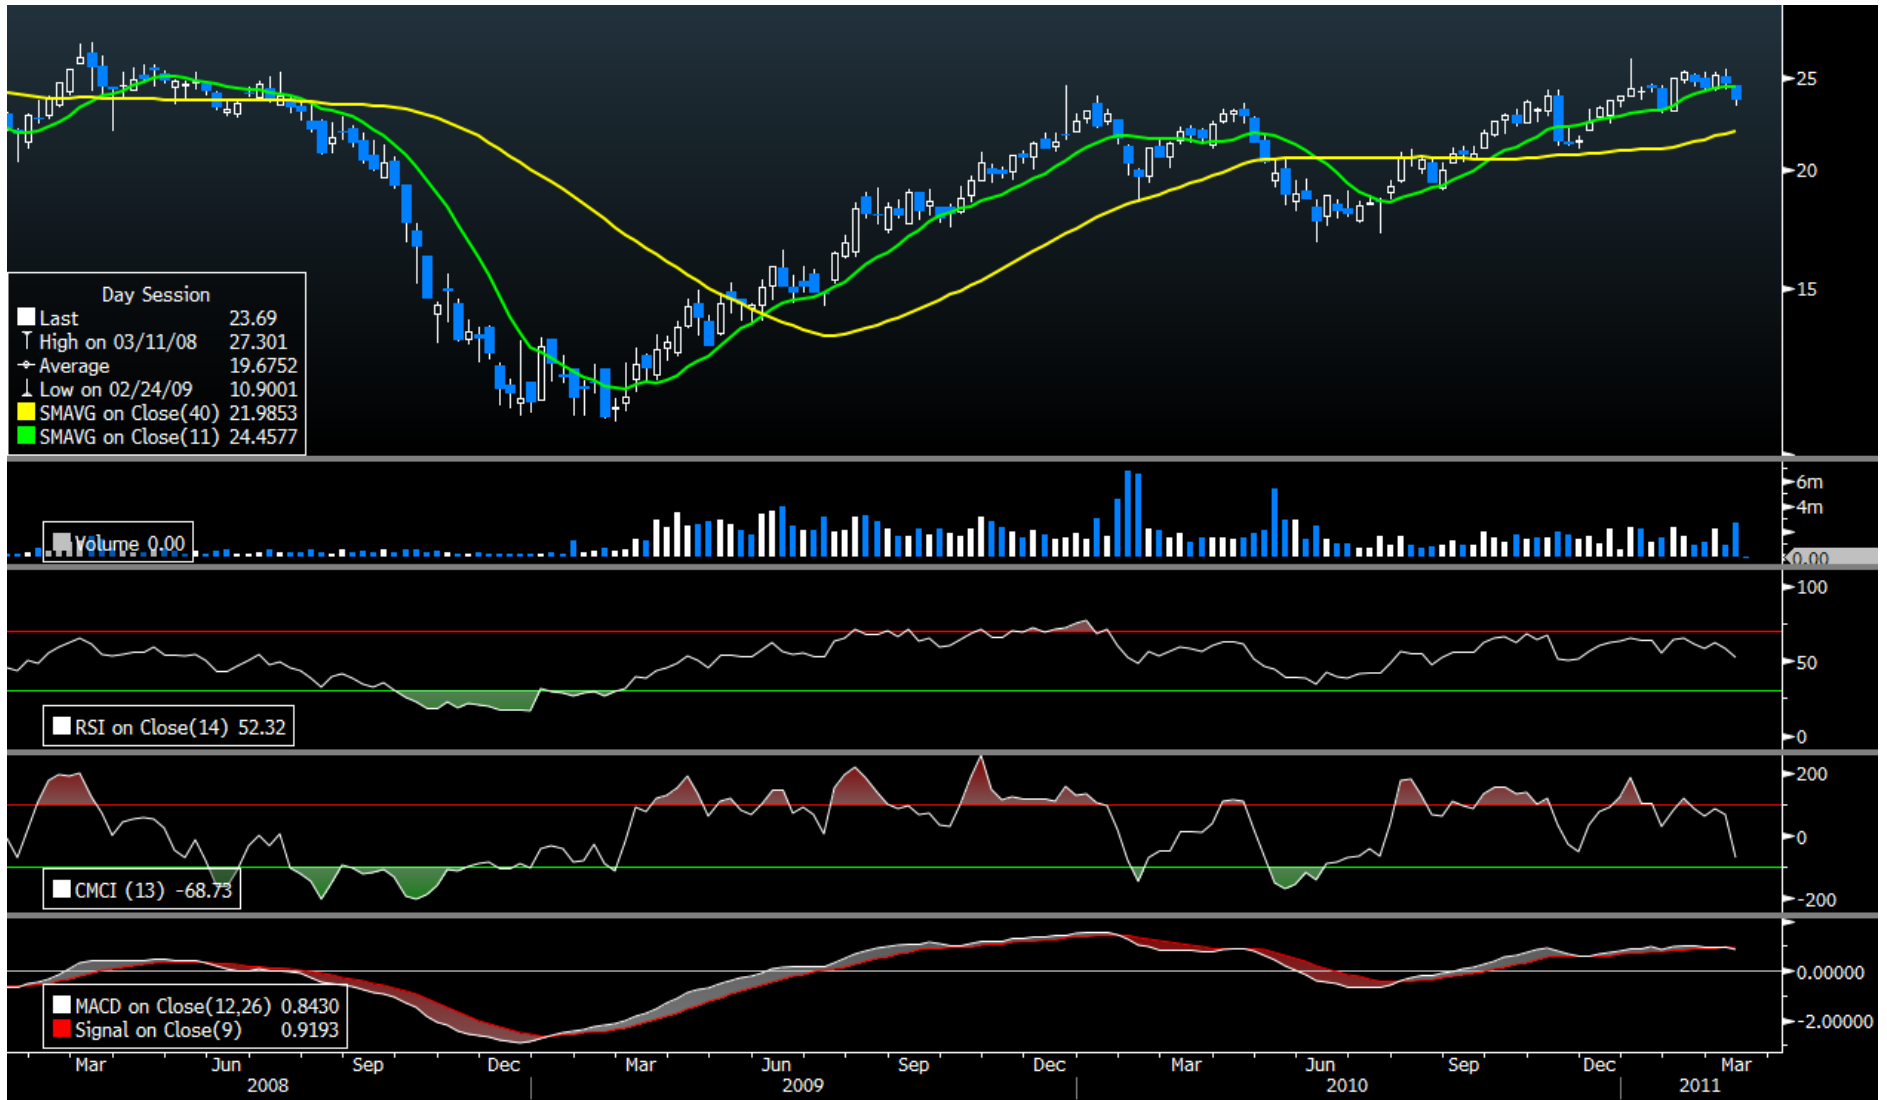 25
20
15
Day Session
Last 23.69
High on 03/11/08 27.301
Average 19.6752
Low on 02/24/09 10.9001
SMAVG on Close(40) 21.9853
SMAVG on Close(11) 24.4577
6m
4m
Volume 0.00
0.00
100
50
RSI on Close(14) 52.32
0
200
0
CMCI (13) -68.73
-200
0.00000
MACD on Close(12,26) 0.8430
Signal on Close(9) 0.9193
-2.00000
Mar Jun Sep Dec Mar Jun Sep Dec Mar Jun Sep Dec Mar
2008 2009 2010 2011